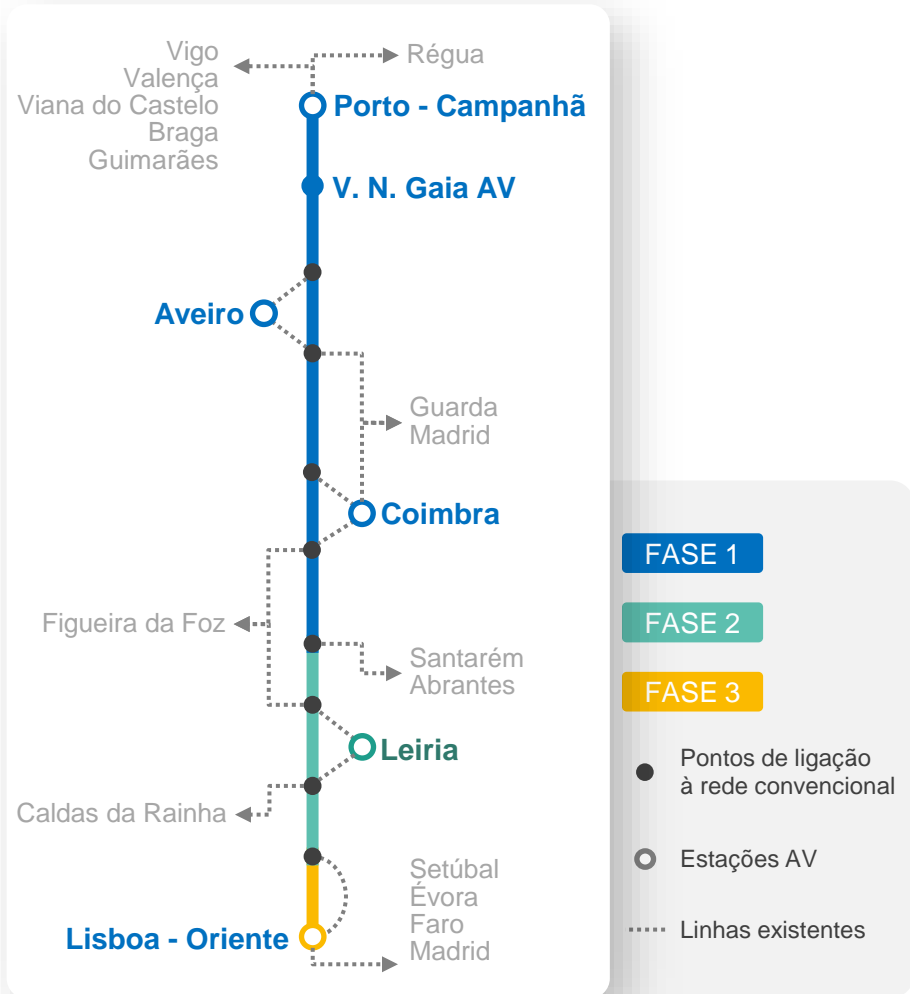 Vigo
Valença
Viana do Castelo
Braga
Guimarães
Régua
Porto - Campanhã
V. N. Gaia AV
Aveiro
Guarda
Madrid
Coimbra
Figueira da Foz
Santarém
Abrantes
Leiria
Caldas da Rainha
Setúbal
Évora
Faro
Madrid
Lisboa - Oriente
FASE 1
FASE 2
FASE 3
Pontos de ligação
à rede convencional
Estações AV
Linhas existentes